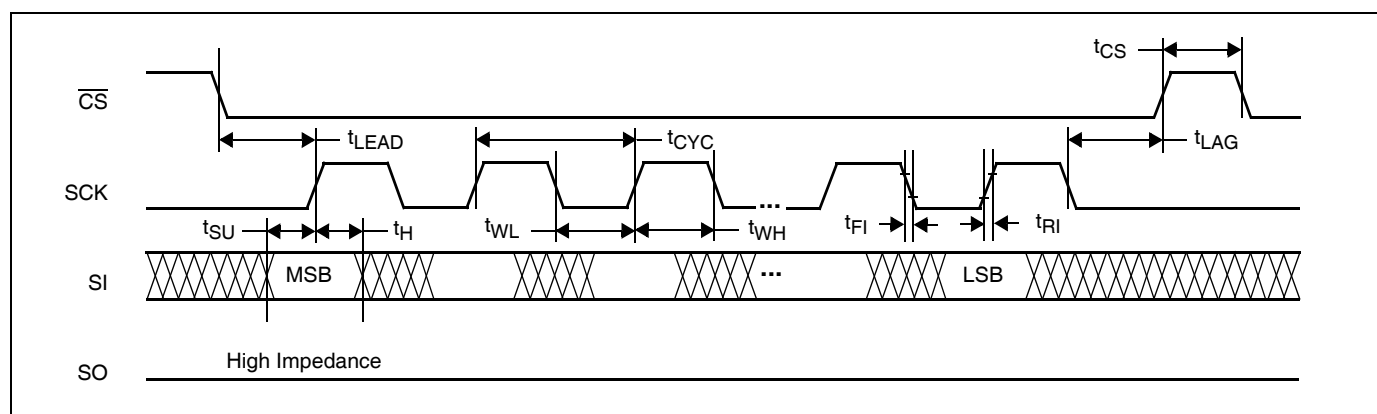 tCS
CS
tLEAD
tCYC
tLAG
SCK
...
tSU
tH
tWL
tWH
tFI
tRI
SI
MSB
...
LSB
High Impedance
SO